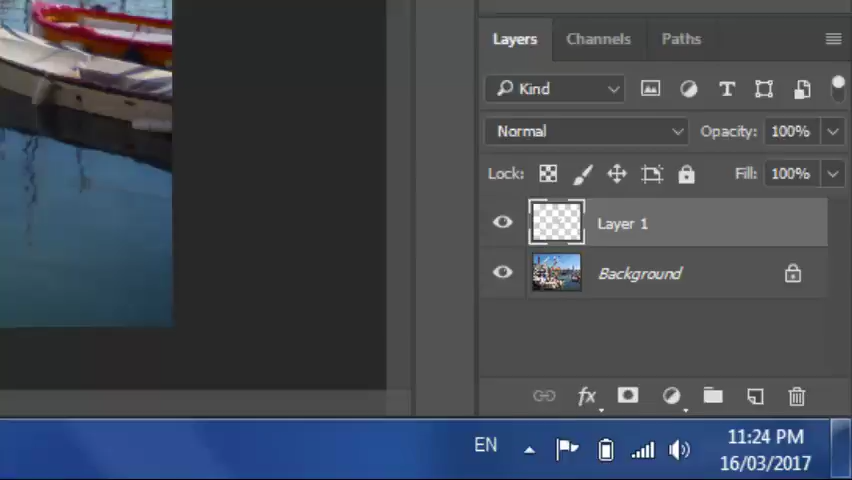 Layers Channels Paths
Kind
Normal Opacity: 100%
Lock: Fill: 100%
Layer 1
Background
fx
EN 11:24 PM
16/03/2017